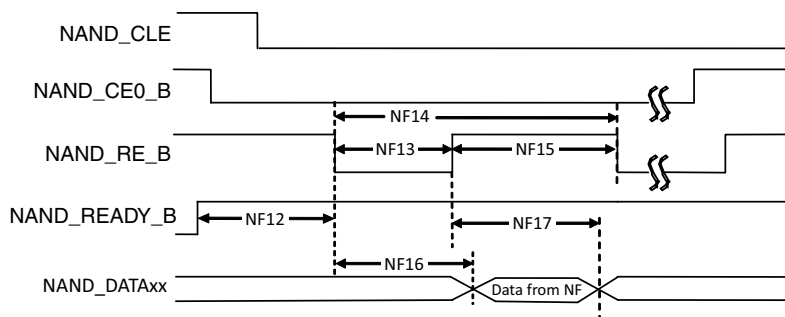 NAND_CLE
NAND_CE0_B
NF14
NAND_RE_B
NF13
NF15
NAND_READY_B
NF12
NF17
NF16
NAND_DATAxx
Data from NF